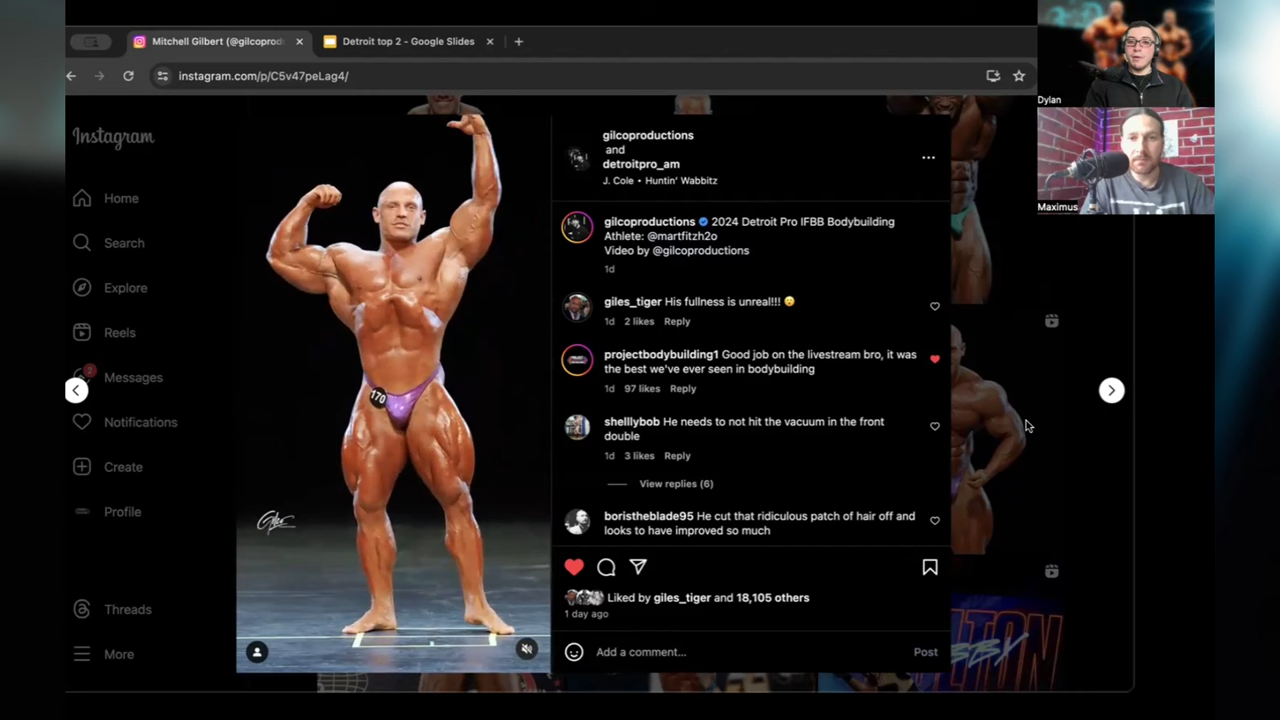 Mitchell Gilbert (@gilcoprod
Detroit top 2 - Google Slides
instagram.com/p/C5v47peLag4/
Dylan
Maximus
Instagram
Home
Search
Explore
Reels
2
Messages
Notifications
Create
Profile
Threads
More
170
Gilco
gilcoproductions
and
detroitpro_am
J. Cole • Huntin' Wabbitz
gilcoproductions 2024 Detroit Pro IFBB Bodybuilding
Athlete: @martfitzh2o
Video by @gilcoproductions
1d
giles_tiger His fullness is unreal!!! 😮
1d 2 likes Reply
projectbodybuilding1 Good job on the livestream bro, it was
the best we've ever seen in bodybuilding
1d 97 likes Reply
shelllybob He needs to not hit the vacuum in the front
double
1d 3 likes Reply
View replies (6)
boristheblade95 He cut that ridiculous patch of hair off and
looks to have improved so much
Liked by giles_tiger and 18,105 others
1 day ago
Add a comment...
Post